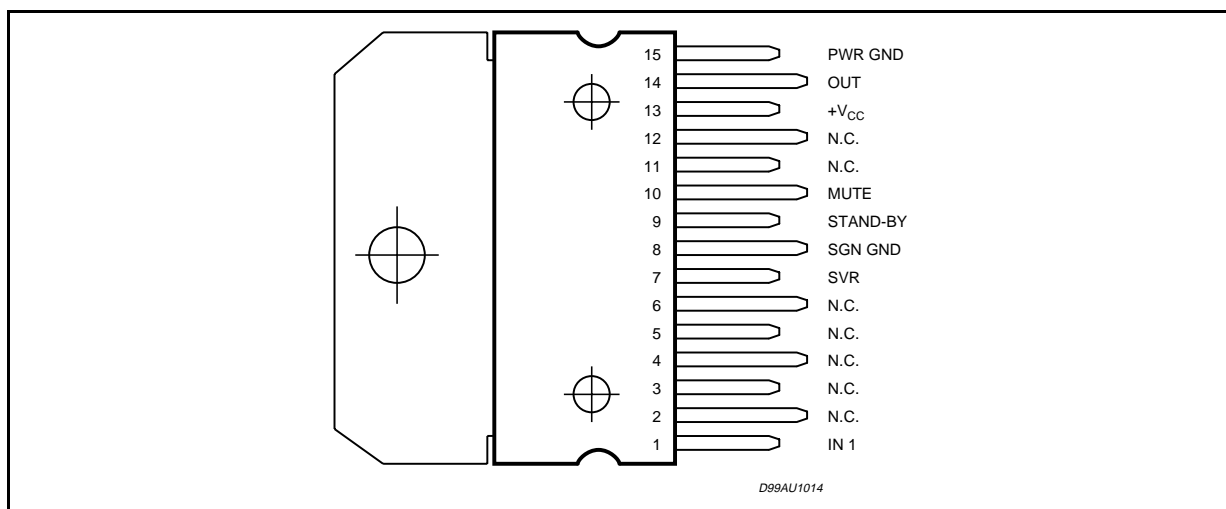 15 PWR GND
14 OUT
13 +VCC
12 N.C.
11 N.C.
10 MUTE
9 STAND-BY
8 SGN GND
7 SVR
6 N.C.
5 N.C.
4 N.C.
3 N.C.
2 N.C.
1 IN 1
D99AU1014